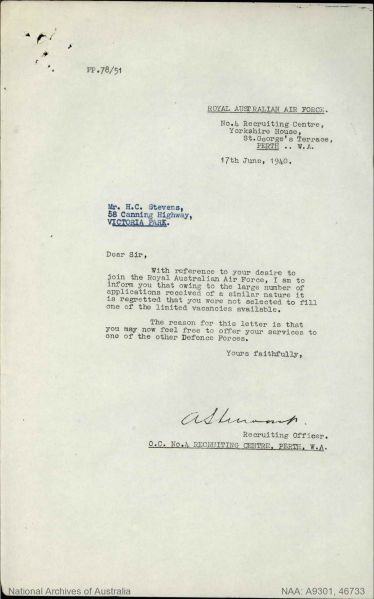 PP.78/51
ROYAL AUSTRALIAN AIR FORCE.
No.4 Recruiting Centre,
Yorkshire House,
St.George's Terrace,
PERTH .. W.A.
17th June, 1940.
Mr. H.C. Stevens,
58 Canning Highway,
VICTORIA PARK.
Dear Sir,
With reference to your desire to
join the Royal Australian Air Force, I am to
inform you that owing to the large number of
applications received of a similar nature it
is regretted that you were not selected to fill
one of the limited vacancies available.
The reason for this letter is that
you may now feel free to offer your services to
one of the other Defence Forces.
Yours faithfully,
Recruiting Officer.
O.C. No.4 RECRUITING CENTRE, PERTH, W.A.
National Archives of Australia
NAA: A9301, 46733